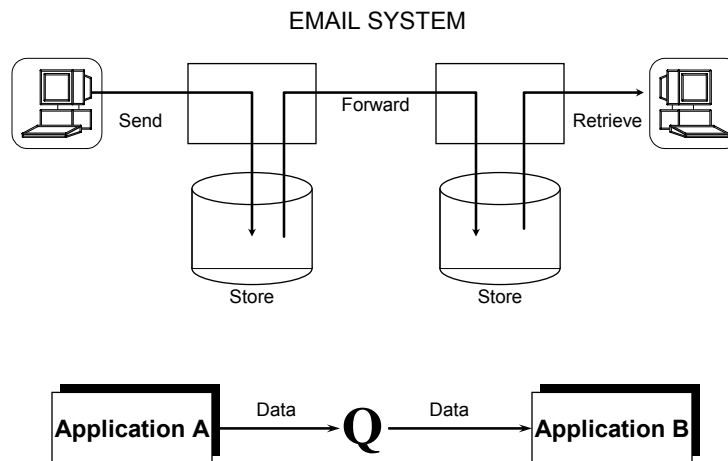 EMAIL SYSTEM
Send
Forward
Retrieve
Store
Store
Application A
Data
Q
Data
Application B